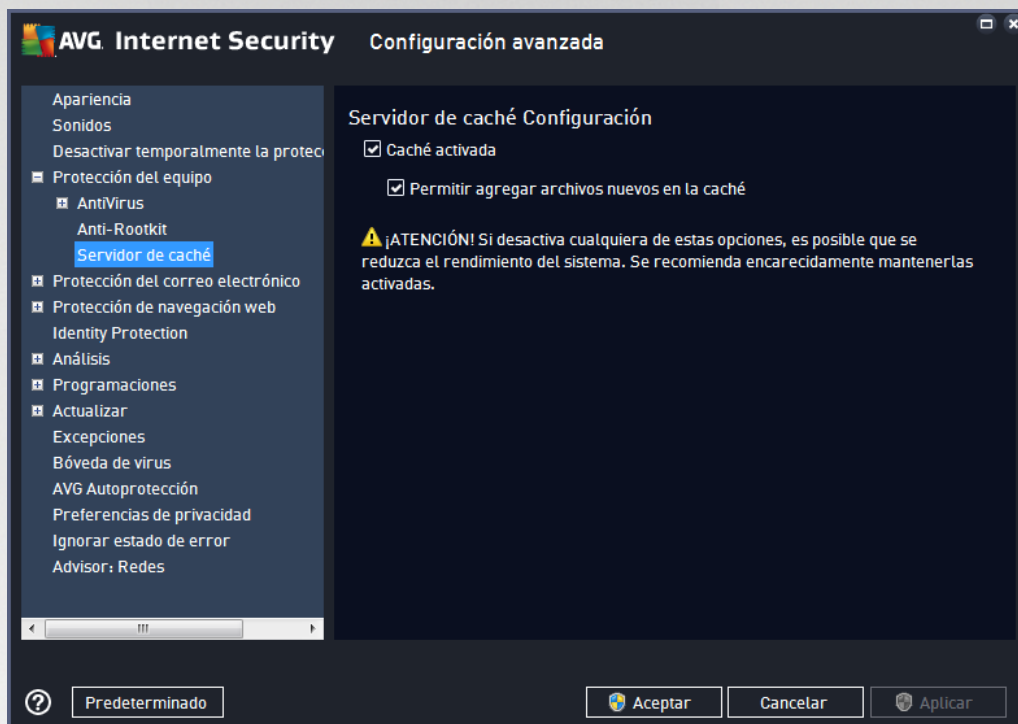 AVG. Internet Security
Configuración avanzada
Apariencia
Sonidos
Desactivar temporalmente la protec
Protección del equipo
AntiVirus
Anti-Rootkit
Servidor de caché
Protección del correo electrónico
Protección de navegación web
Identity Protection
Análisis
Programaciones
Actualizar
Excepciones
Bóveda de virus
AVG Autoprotección
Preferencias de privacidad
Ignorar estado de error
Advisor: Redes
Servidor de caché Configuración
Caché activada
Permitir agregar archivos nuevos en la caché
¡ATENCIÓN! Si desactiva cualquiera de estas opciones, es posible que se
reduzca el rendimiento del sistema. Se recomienda encarecidamente mantenerlas
activadas.
Predeterminado
Aceptar
Cancelar
Aplicar